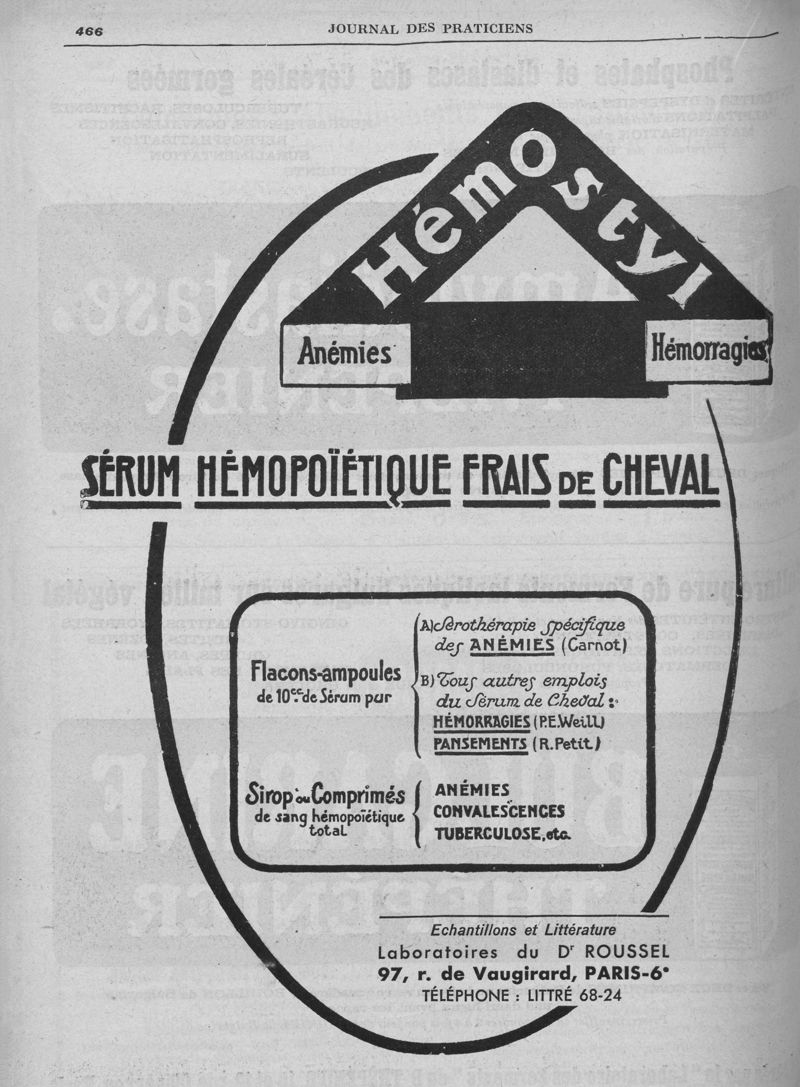 466
JOURNAL DES PRATICIENS
Hémostyl
Anémies
Hémorragies
SÉRUM HÉMOPOÏÉTIQUE FRAIS DE CHEVAL
Flacons-ampoules
de 10cc de Sérum pur
A) Sérothérapie spécifique
des ANÉMIES (Carnot)
B) Tous autres emplois
du Sérum de Cheval :
HÉMORRAGIES (P.E.Weill)
PANSEMENTS (R.Petit)
Sirop ou Comprimés
de sang hémopoïétique
total
ANÉMIES
CONVALESCENCES
TUBERCULOSE, etc.
Echantillons et Littérature
Laboratoires du Dr ROUSSEL
97, r. de Vaugirard, PARIS-6e
TÉLÉPHONE : LITTRÉ 68-24